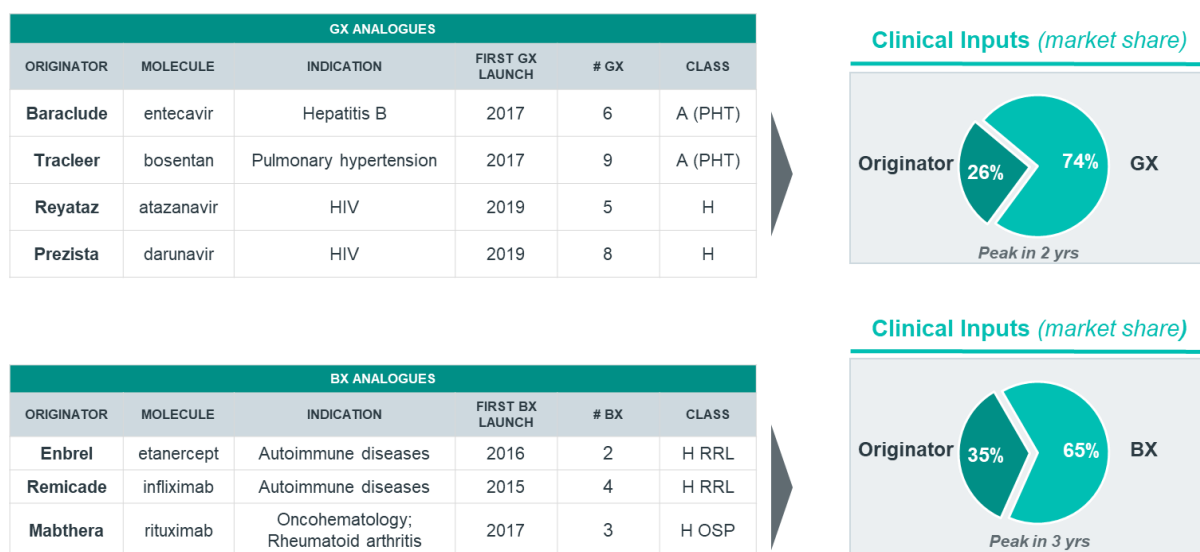 GX ANALOGUES
ORIGINATOR MOLECULE INDICATION FIRST GX LAUNCH # GX CLASS
Baraclude entecavir Hepatitis B 2017 6 A (PHT)
Tracleer bosentan Pulmonary hypertension 2017 9 A (PHT)
Reyataz atazanavir HIV 2019 5 H
Prezista darunavir HIV 2019 8 H
Clinical Inputs (market share)
Originator 26% 74% GX
Peak in 2 yrs
BX ANALOGUES
ORIGINATOR MOLECULE INDICATION FIRST BX LAUNCH # BX CLASS
Enbrel etanercept Autoimmune diseases 2016 2 H RRL
Remicade infliximab Autoimmune diseases 2015 4 H RRL
Mabthera rituximab Oncohematology; Rheumatoid arthritis 2017 3 H OSP
Clinical Inputs (market share)
Originator 35% 65% BX
Peak in 3 yrs